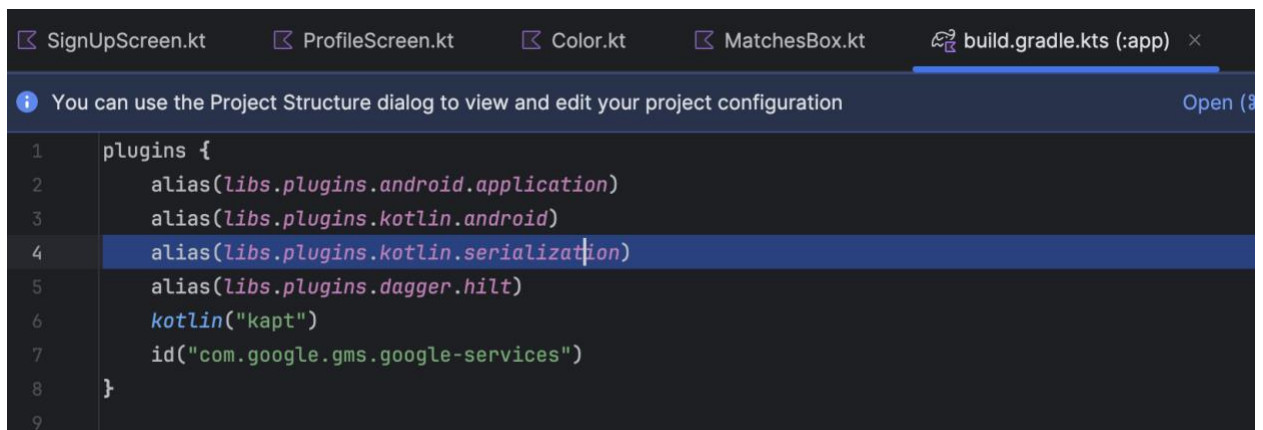 SignUpScreen.kt ProfileScreen.kt Color.kt MatchesBox.kt build.gradle.kts (:app)
You can use the Project Structure dialog to view and edit your project configuration Open (⌘
1 plugins {
2 alias(libs.plugins.android.application)
3 alias(libs.plugins.kotlin.android)
4 alias(libs.plugins.kotlin.serialization)
5 alias(libs.plugins.dagger.hilt)
6 kotlin("kapt")
7 id("com.google.gms.google-services")
8 }
9